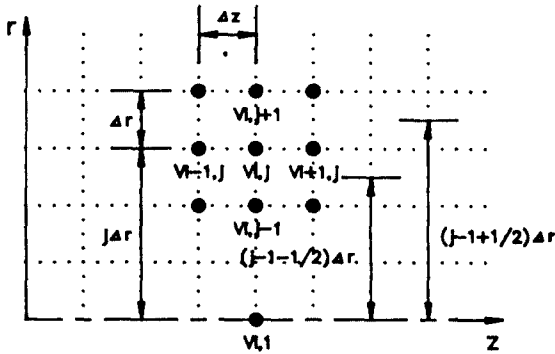 Δz
r
Vi,j+1
Δr
Vi-1,j
Vi,j
Vi+1,j
Vi,j-1
jΔr
(j-1-1/2)Δr
(j-1+1/2)Δr
Vi,1
z